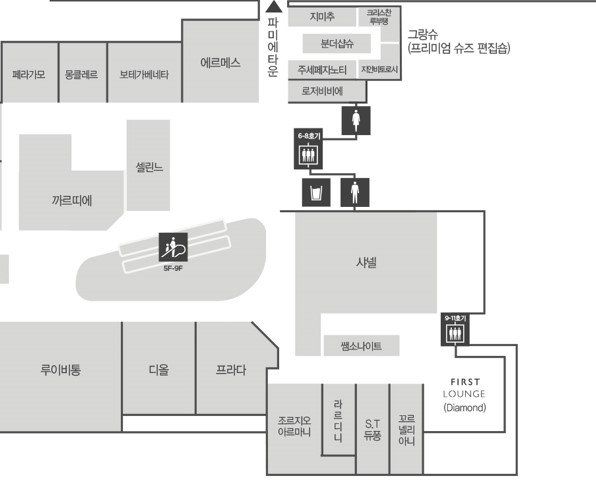 파미에타운
지미추
크리스찬
루부탱
분더샵슈
그랑슈
(프리미엄 슈즈 편집숍)
주세페자노티
지안비토로시
로저비비에
에르메스
페라가모
몽클레르
보테가베네타
6-8호기
셀린느
까르띠에
5F-9F
샤넬
9-11호기
쌤소나이트
루이비통
디올
프라다
FIRST
LOUNGE
(Diamond)
조르지오
아르마니
라르디니
S.T
듀퐁
꼬르
넬리
아니